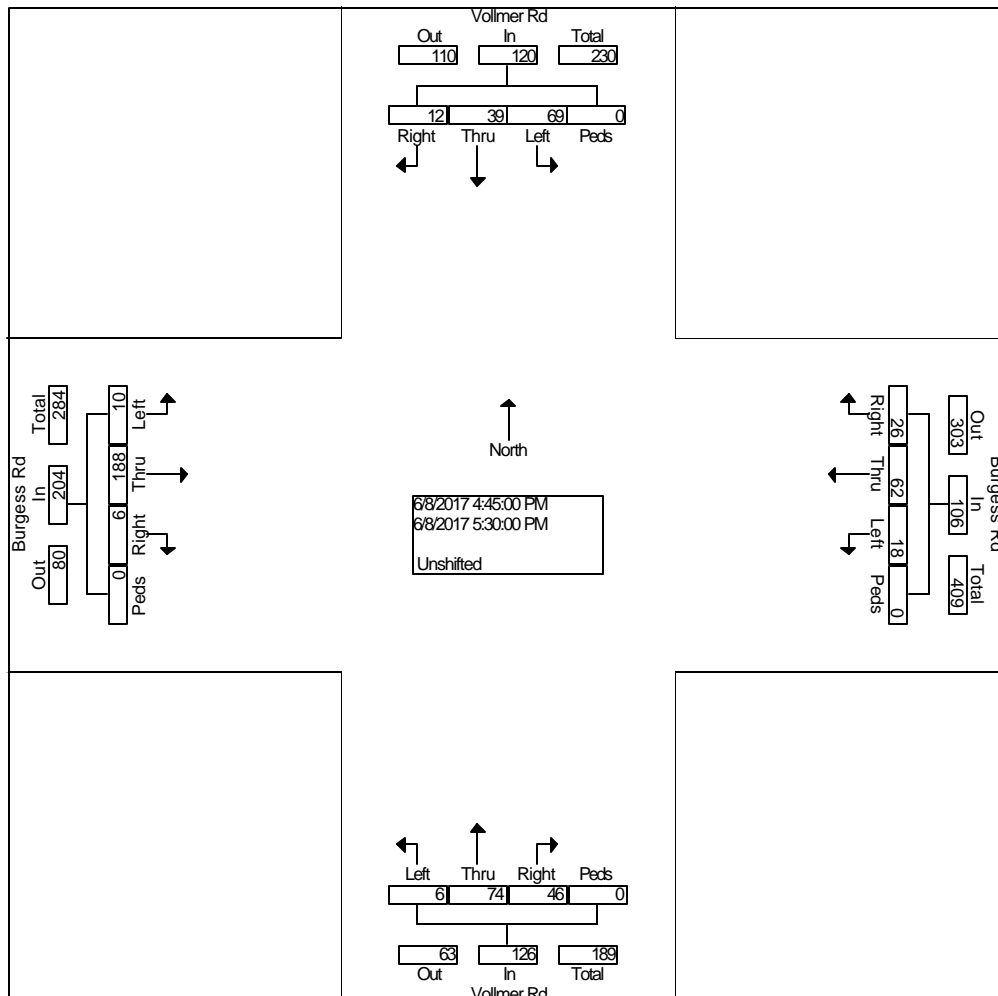 Vollmer Rd
Out In Total
110 120 230
12 39 69 0
Right Thru Left Peds
Burgess Rd
Total In Out
284 204 80
10 188 6 0
Left Thru Right Peds
North
6/8/2017 4:45:00 PM
6/8/2017 5:30:00 PM
Unshifted
Right Thru Left Peds
26 62 18 0
303 106 409
Out In Total
Burgess Rd
Left Thru Right Peds
6 74 46 0
63 126 189
Out In Total
Vollmer Rd